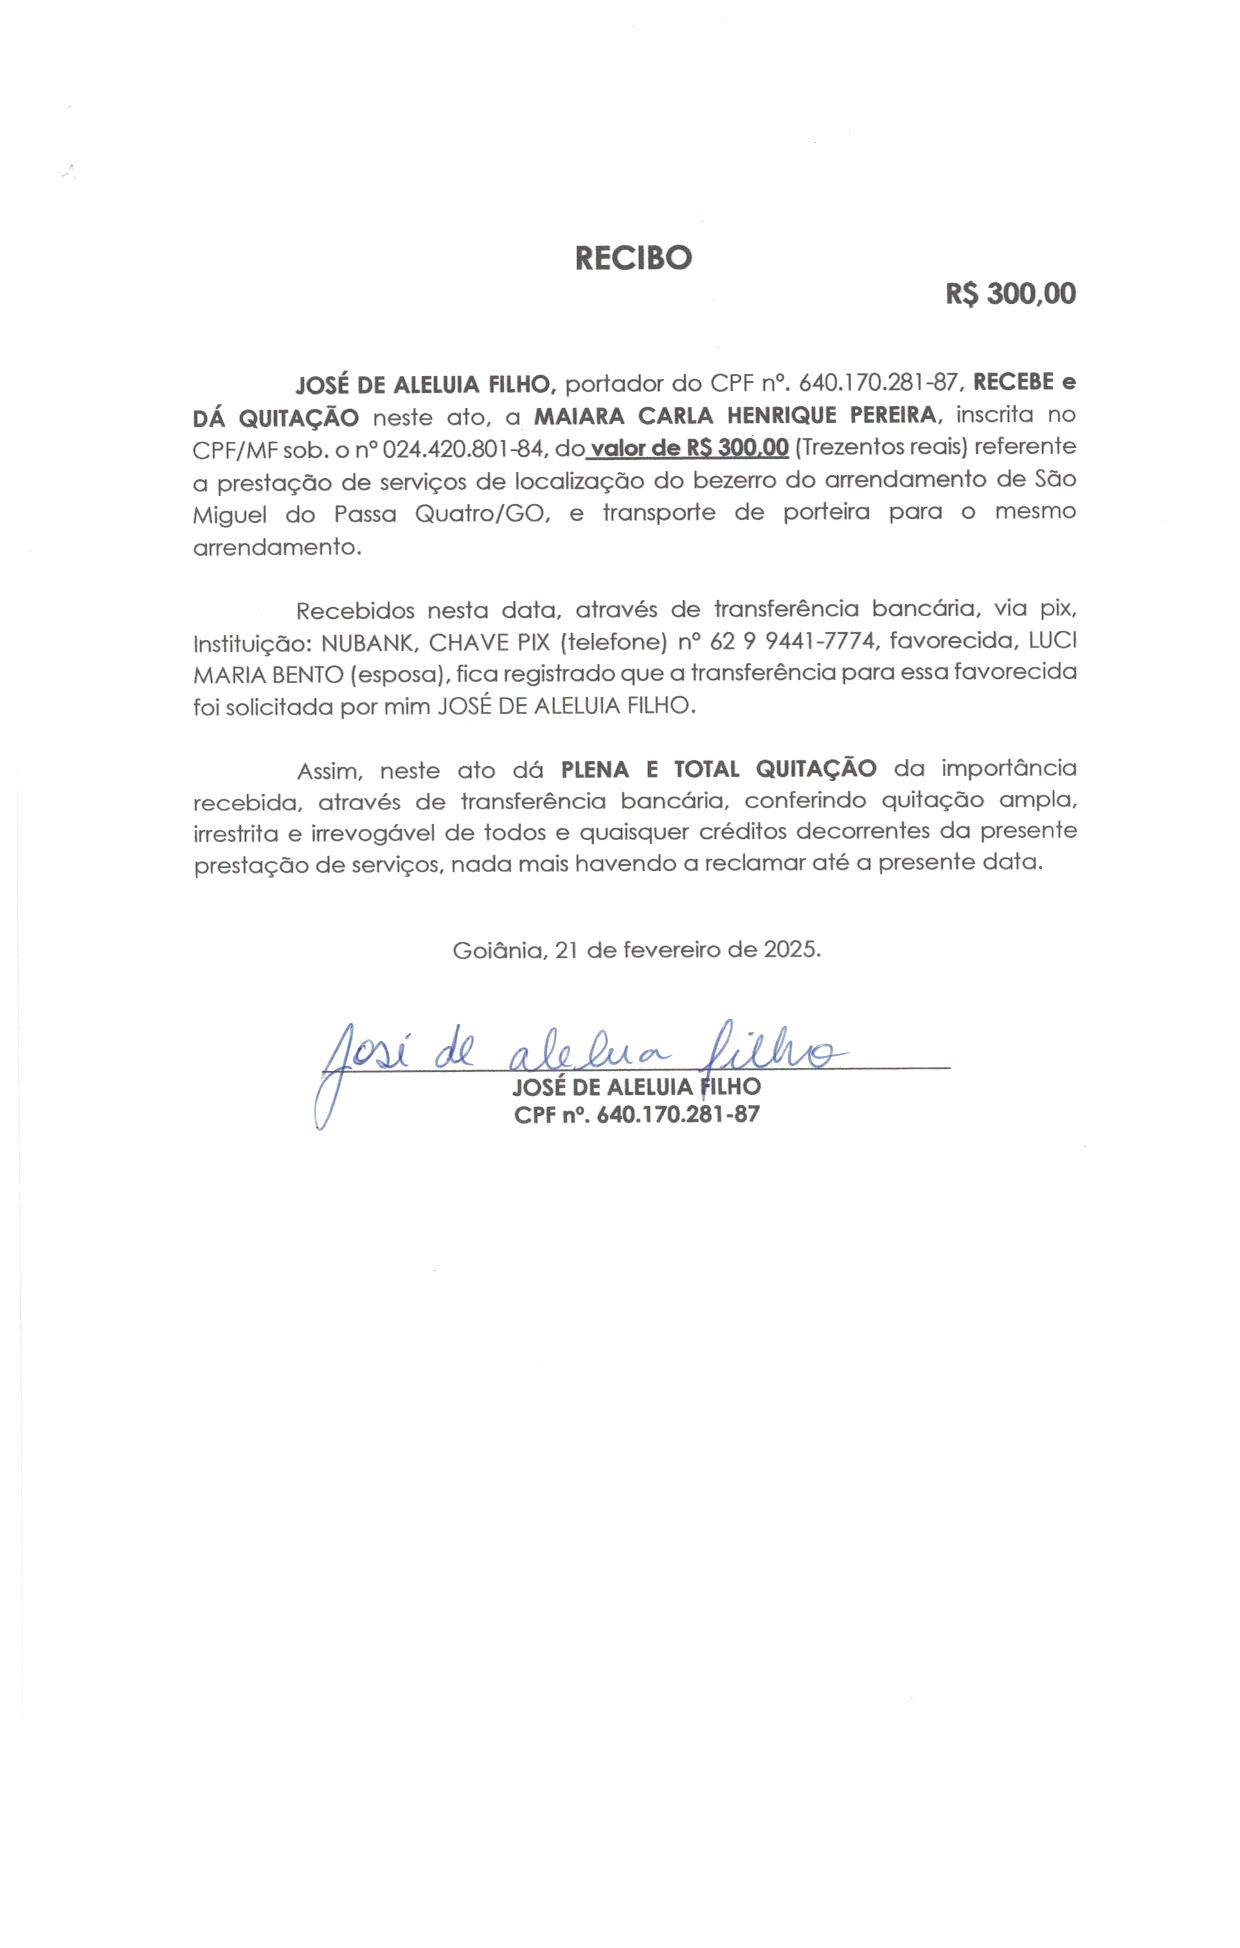 RECIBO
R$ 300,00
JOSÉ DE ALELUIA FILHO, portador do CPF nº. 640.170.281-87, RECEBE e
DÁ QUITAÇÃO neste ato, a MAIARA CARLA HENRIQUE PEREIRA, inscrita no
CPF/MF sob. o nº 024.420.801-84, do valor de R$ 300,00 (Trezentos reais) referente
a prestação de serviços de localização do bezerro do arrendamento de São
Miguel do Passa Quatro/GO, e transporte de porteira para o mesmo
arrendamento.
Recebidos nesta data, através de transferência bancária, via pix,
Instituição: NUBANK, CHAVE PIX (telefone) nº 62 9 9441-7774, favorecida, LUCI
MARIA BENTO (esposa), fica registrado que a transferência para essa favorecida
foi solicitada por mim JOSÉ DE ALELUIA FILHO.
Assim, neste ato dá PLENA E TOTAL QUITAÇÃO da importância
recebida, através de transferência bancária, conferindo quitação ampla,
irrestrita e irrevogável de todos e quaisquer créditos decorrentes da presente
prestação de serviços, nada mais havendo a reclamar até a presente data.
Goiânia, 21 de fevereiro de 2025.
José de alelua filho
JOSÉ DE ALELUIA FILHO
CPF nº. 640.170.281-87